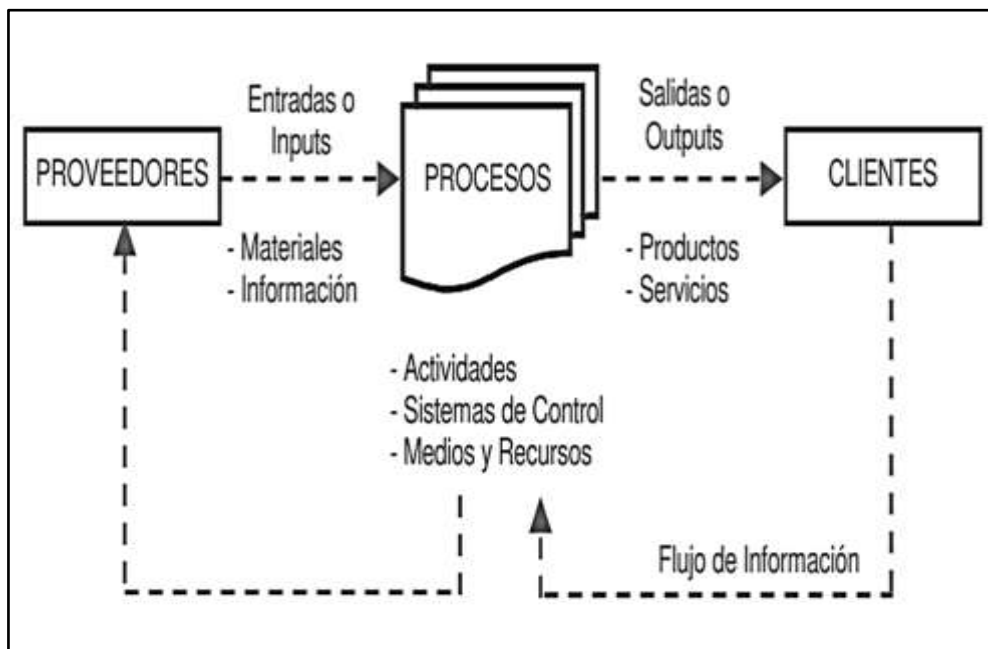 Entradas o
Inputs
Salidas o
Outputs
PROVEEDORES
PROCESOS
CLIENTES
- Materiales
- Información
- Productos
- Servicios
- Actividades
- Sistemas de Control
- Medios y Recursos
Flujo de Información